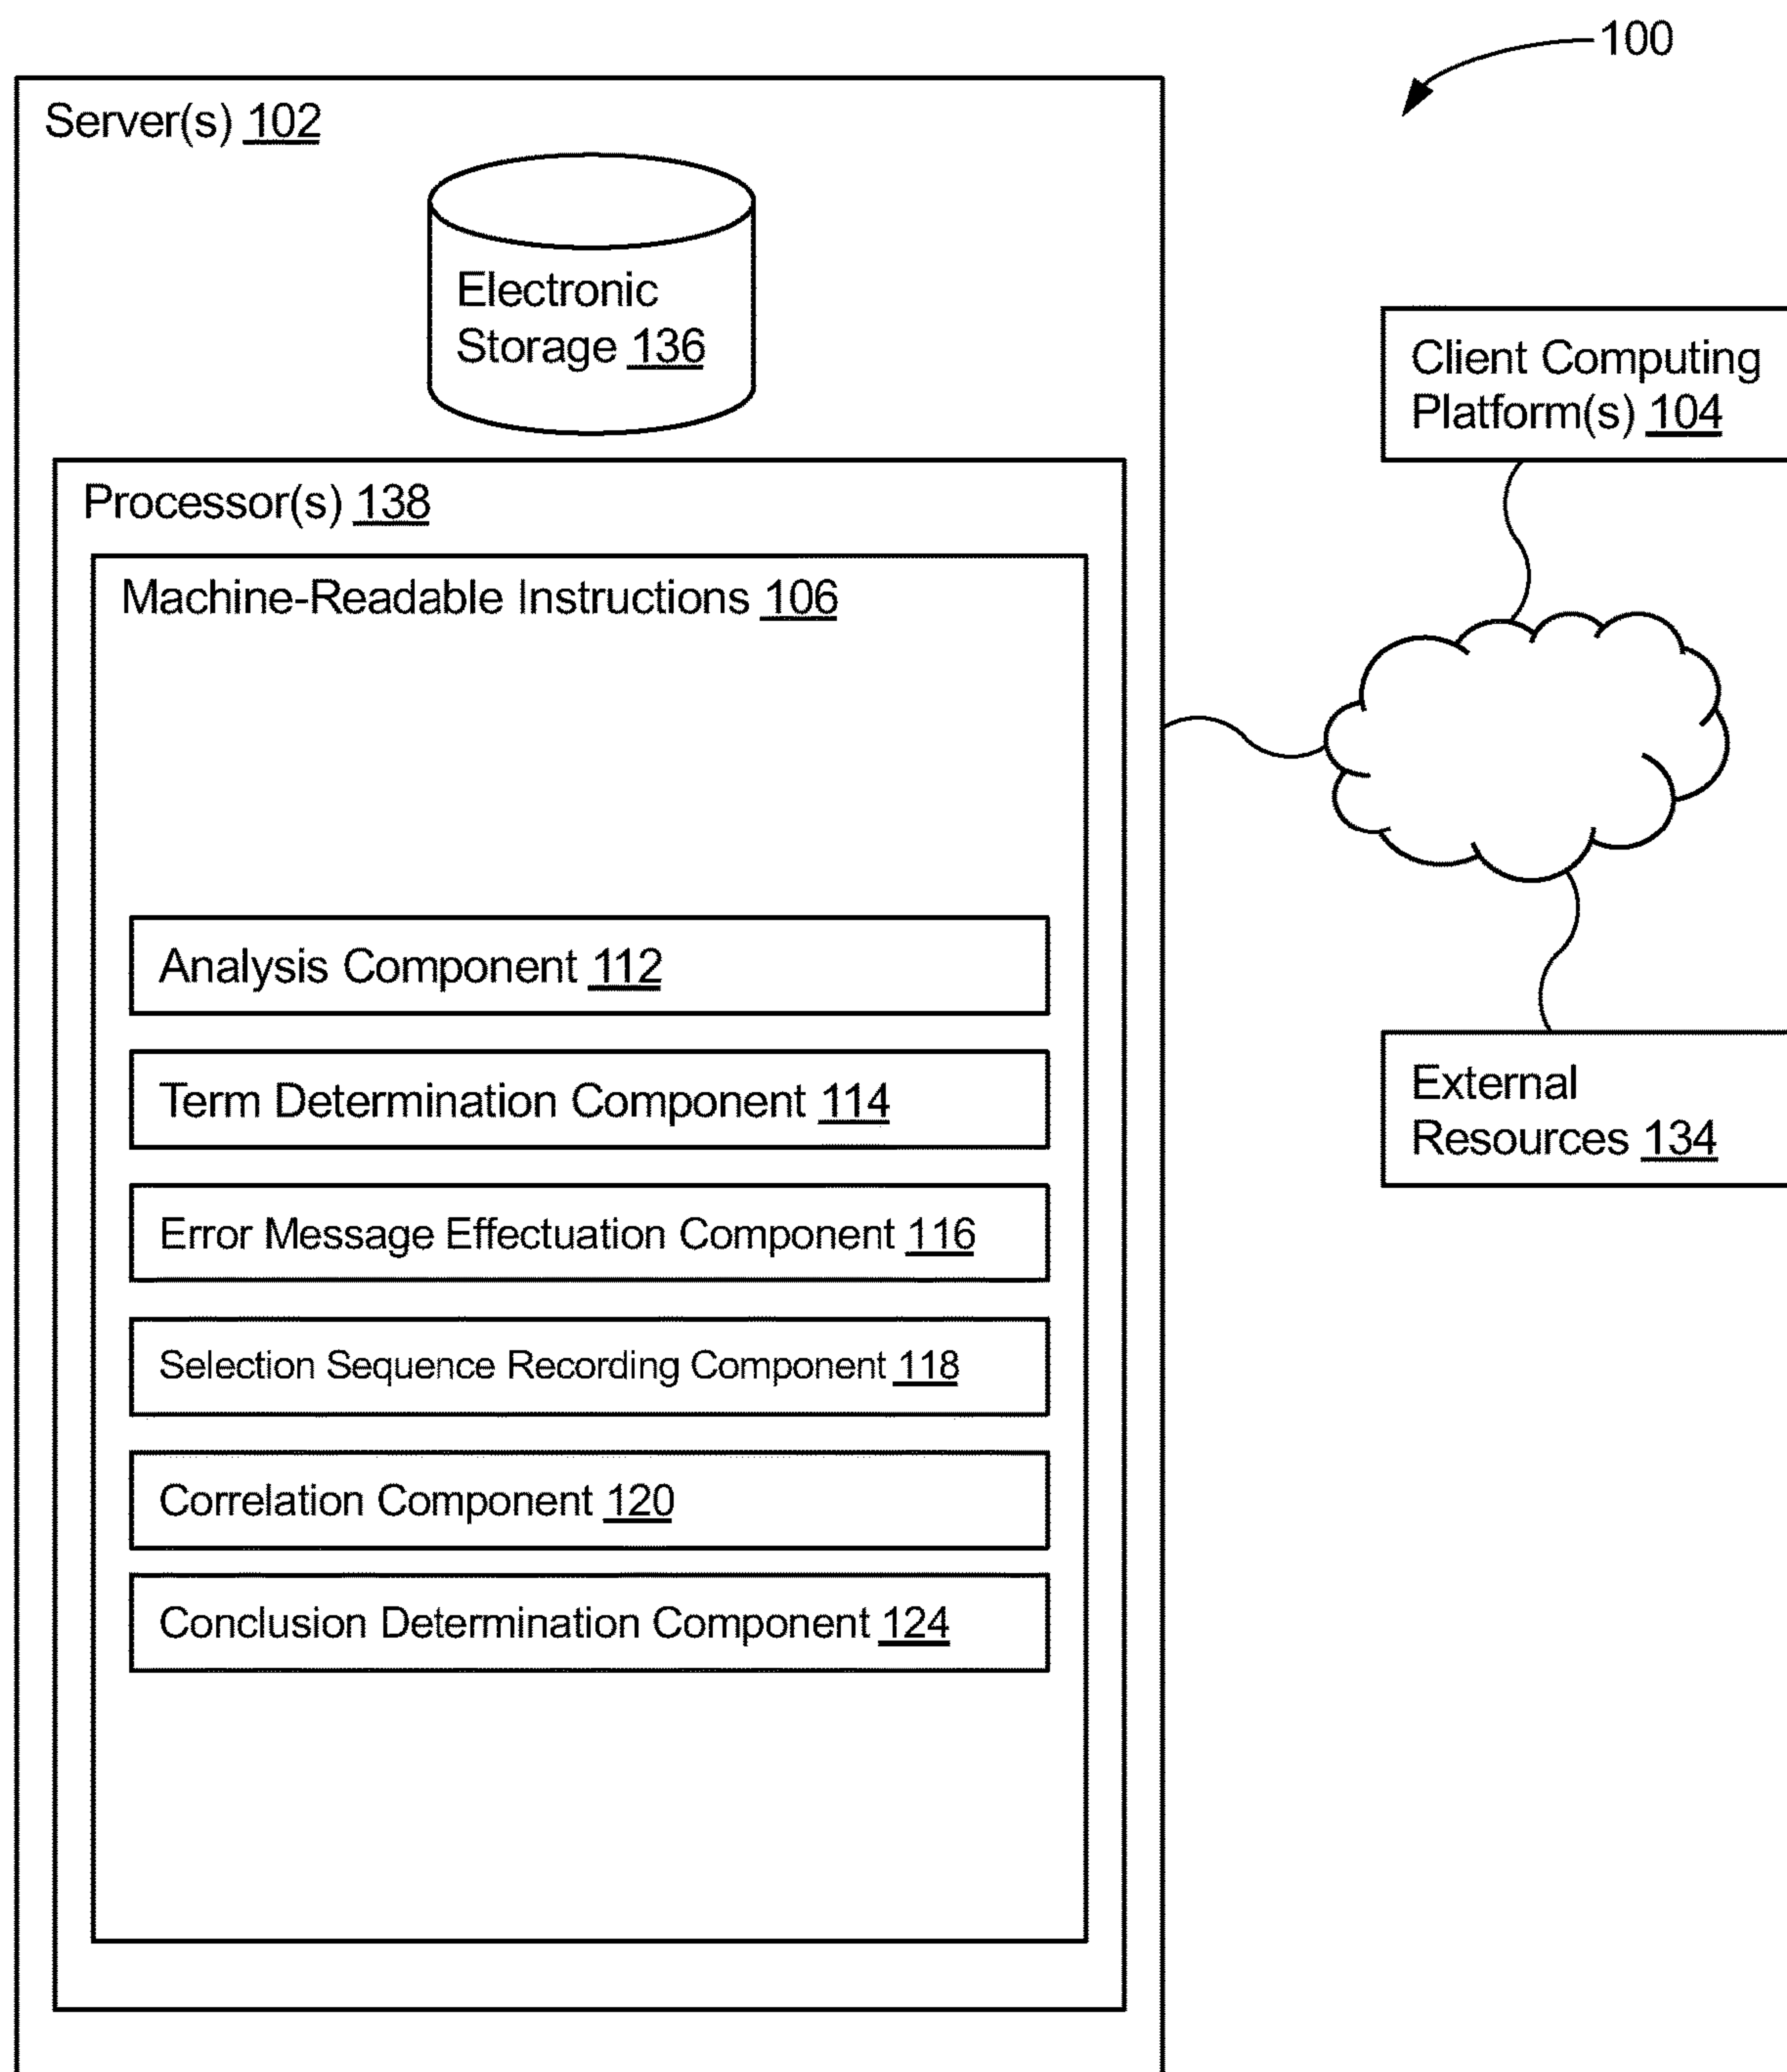 100
Server(s) 102
Electronic
Storage 136
Client Computing
Platform(s) 104
Processor(s) 138
Machine-Readable Instructions 106
Analysis Component 112
Term Determination Component 114
External
Resources 134
Error Message Effectuation Component 116
Selection Sequence Recording Component 118
Correlation Component 120
Conclusion Determination Component 124